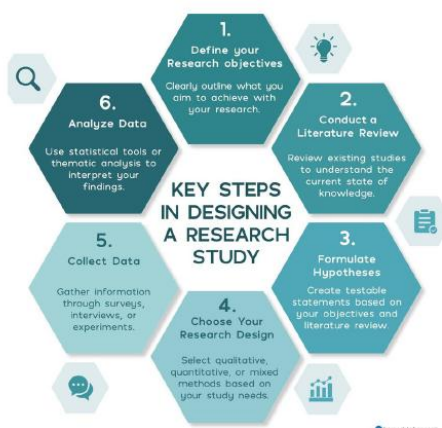 1.
Define your
Research objectives
Clearly outline what you
aim to achieve with
your research.
2.
Conduct a
Literature Review
Review existing studies
to understand the
current state of
knowledge.
3.
Formulate
Hypotheses
Create testable
statements based on
your objectives and
literature review.
4.
Choose Your
Research Design
Select qualitative,
quantitative, or mixed
methods based on
your study needs.
5.
Collect Data
Gather information
through surveys,
interviews, or
experiments.
6.
Analyze Data
Use statistical tools or
thematic analysis to
interpret your
findings.
KEY STEPS
IN DESIGNING
A RESEARCH
STUDY